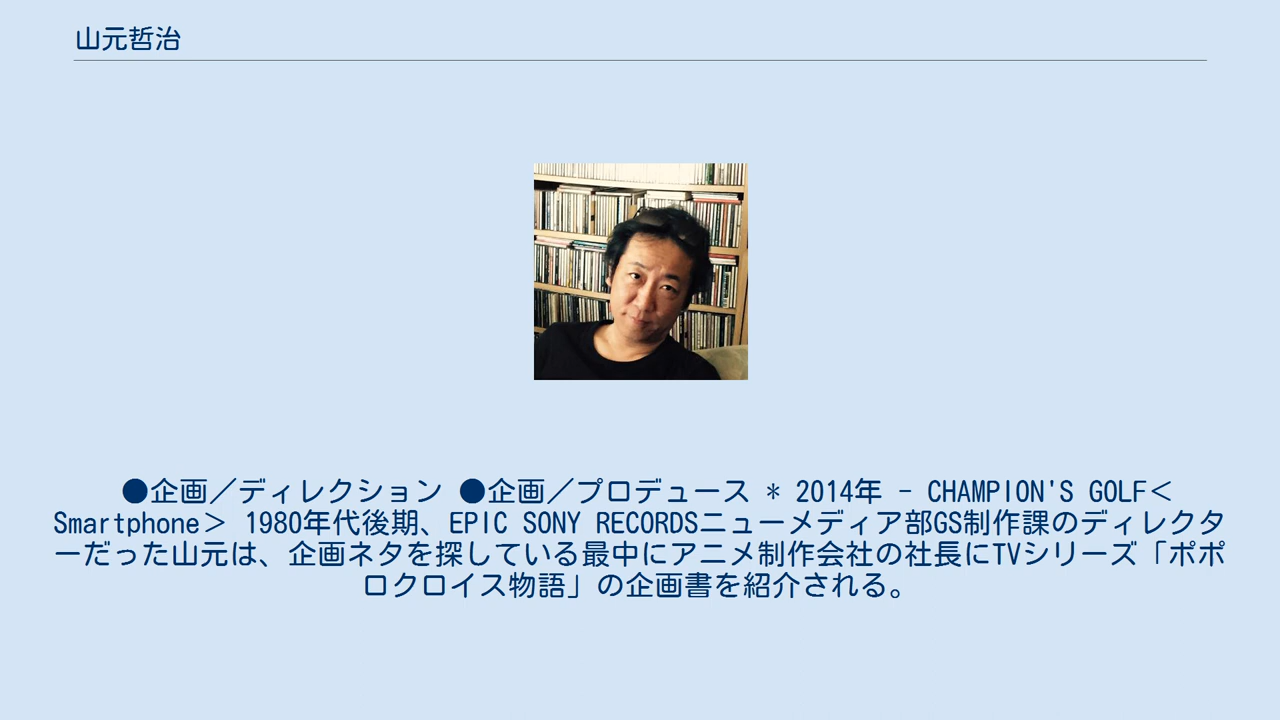 山元哲治
●企画／ディレクション ●企画／プロデュース * 2014年 - CHAMPION'S GOLF＜
Smartphone＞ 1980年代後期、EPIC SONY RECORDSニューメディア部GS制作課のディレクタ
ーだった山元は、企画ネタを探している最中にアニメ制作会社の社長にTVシリーズ「ポポ
ロクロイス物語」の企画書を紹介される。